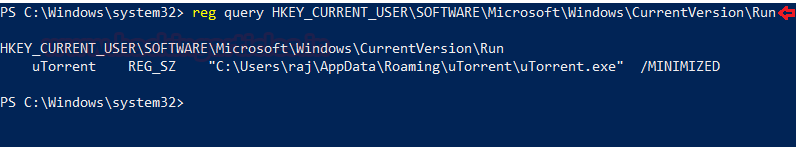 PS C:\Windows\system32> reg query HKEY_CURRENT_USER\SOFTWARE\Microsoft\Windows\CurrentVersion\Run
HKEY_CURRENT_USER\SOFTWARE\Microsoft\Windows\CurrentVersion\Run
    uTorrent    REG_SZ    "C:\Users\raj\AppData\Roaming\uTorrent\uTorrent.exe"  /MINIMIZED
PS C:\Windows\system32>